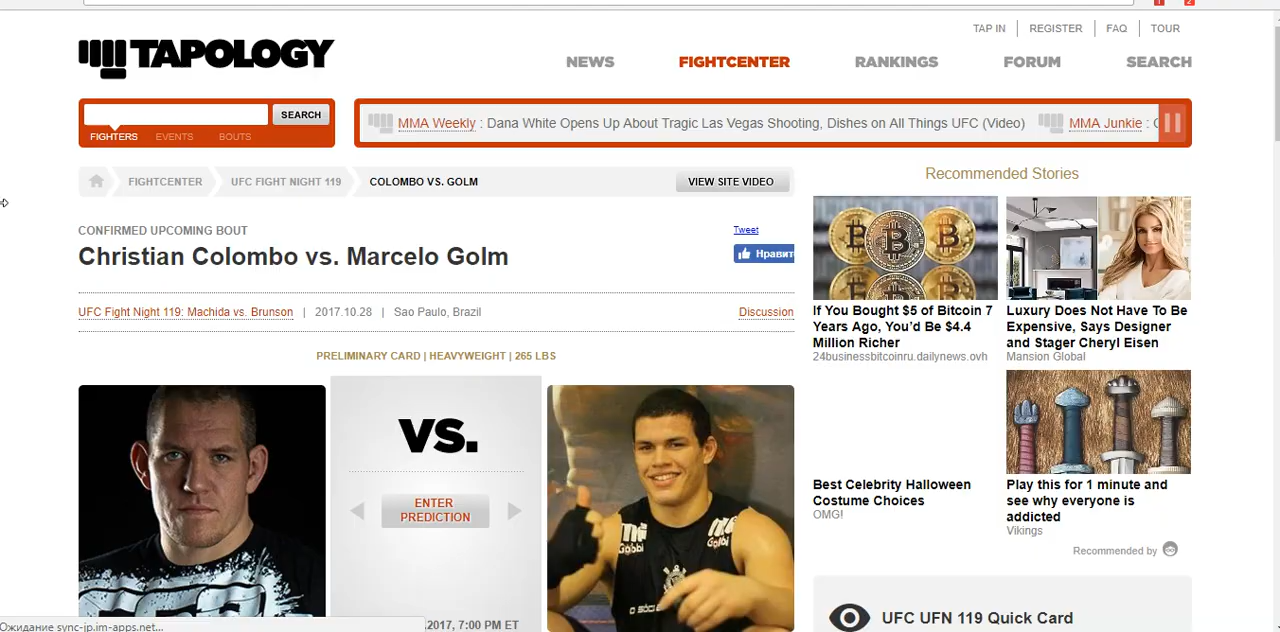 1 2
TAP IN REGISTER FAQ TOUR
TAPOLOGY
NEWS FIGHTCENTER RANKINGS FORUM SEARCH
SEARCH
FIGHTERS EVENTS BOUTS
MMA Weekly : Dana White Opens Up About Tragic Las Vegas Shooting, Dishes on All Things UFC (Video) MMA Junkie :
FIGHTCENTER UFC FIGHT NIGHT 119 COLOMBO VS. GOLM VIEW SITE VIDEO
CONFIRMED UPCOMING BOUT
Christian Colombo vs. Marcelo Golm
Tweet
Нравит
UFC Fight Night 119: Machida vs. Brunson | 2017.10.28 | Sao Paulo, Brazil Discussion
PRELIMINARY CARD | HEAVYWEIGHT | 265 LBS
VS.
ENTER
PREDICTION
2017, 7:00 PM ET
Ожидание sync-jp.im-apps.net...
Recommended Stories
If You Bought $5 of Bitcoin 7
Years Ago, You'd Be $4.4
Million Richer
24businessbitcoinru.dailynews.ovh
Luxury Does Not Have To Be
Expensive, Says Designer
and Stager Cheryl Eisen
Mansion Global
Best Celebrity Halloween
Costume Choices
OMG!
Play this for 1 minute and
see why everyone is
addicted
Vikings
Recommended by
UFC UFN 119 Quick Card